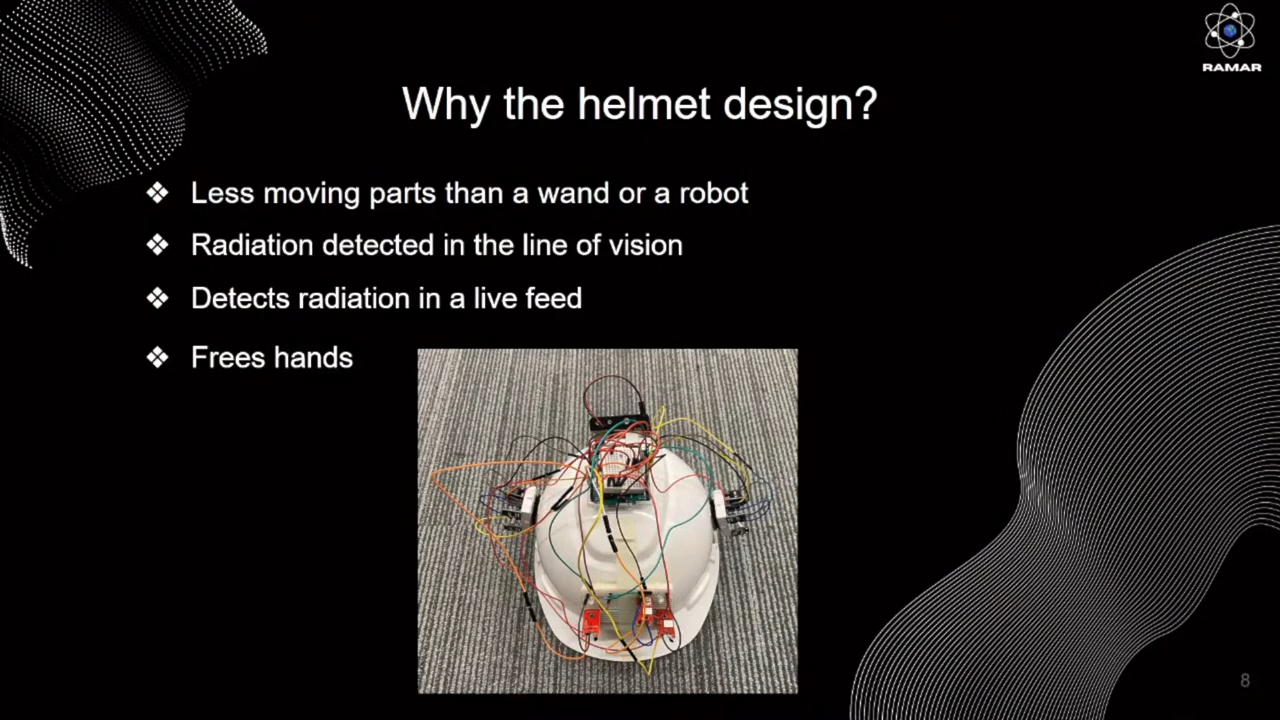 RAMAR
Why the helmet design?
❖ Less moving parts than a wand or a robot
❖ Radiation detected in the line of vision
❖ Detects radiation in a live feed
❖ Frees hands
8